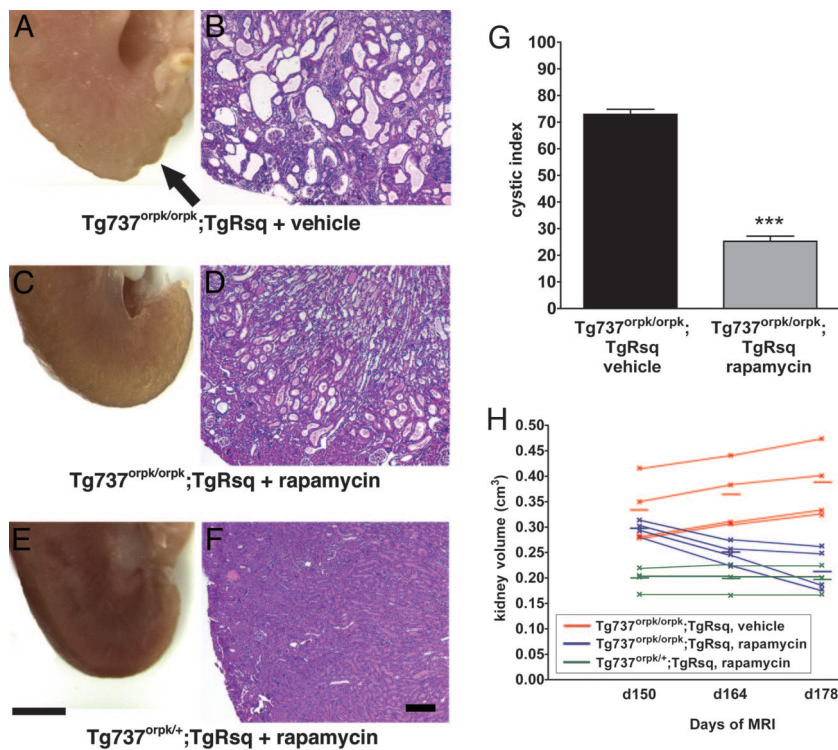 A
B
Tg737orpk/orpk;TgRsq + vehicle
C
D
Tg737orpk/orpk;TgRsq + rapamycin
E
F
Tg737orpk/+;TgRsq + rapamycin
G
100
90
80
70
60
50
40
30
20
10
0
cystic index
***
Tg737orpk/orpk;
TgRsq
vehicle
Tg737orpk/orpk;
TgRsq
rapamycin
H
0.50
0.45
0.40
0.35
0.30
0.25
0.20
0.15
0.10
0.05
0.00
kidney volume (cm3)
Tg737orpk/orpk;TgRsq, vehicle
Tg737orpk/orpk;TgRsq, rapamycin
Tg737orpk/+;TgRsq, rapamycin
d150
d164
d178
Days of MRI